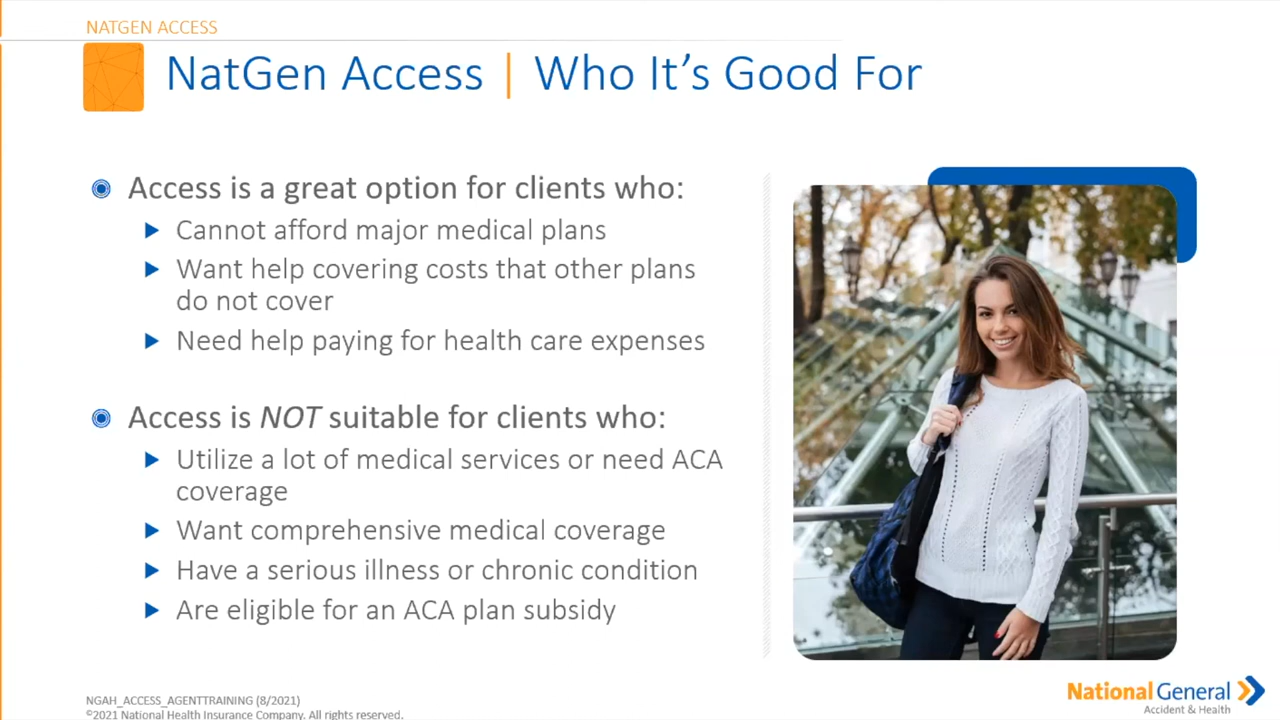 NATGEN ACCESS
NatGen Access | Who It’s Good For
Access is a great option for clients who:
Cannot afford major medical plans
Want help covering costs that other plans
do not cover
Need help paying for health care expenses
Access is NOT suitable for clients who:
Utilize a lot of medical services or need ACA
coverage
Want comprehensive medical coverage
Have a serious illness or chronic condition
Are eligible for an ACA plan subsidy
NGAH_ACCESS_AGENTTRAINING (8/2021)
©2021 National Health Insurance Company. All rights reserved.
National General
Accident & Health